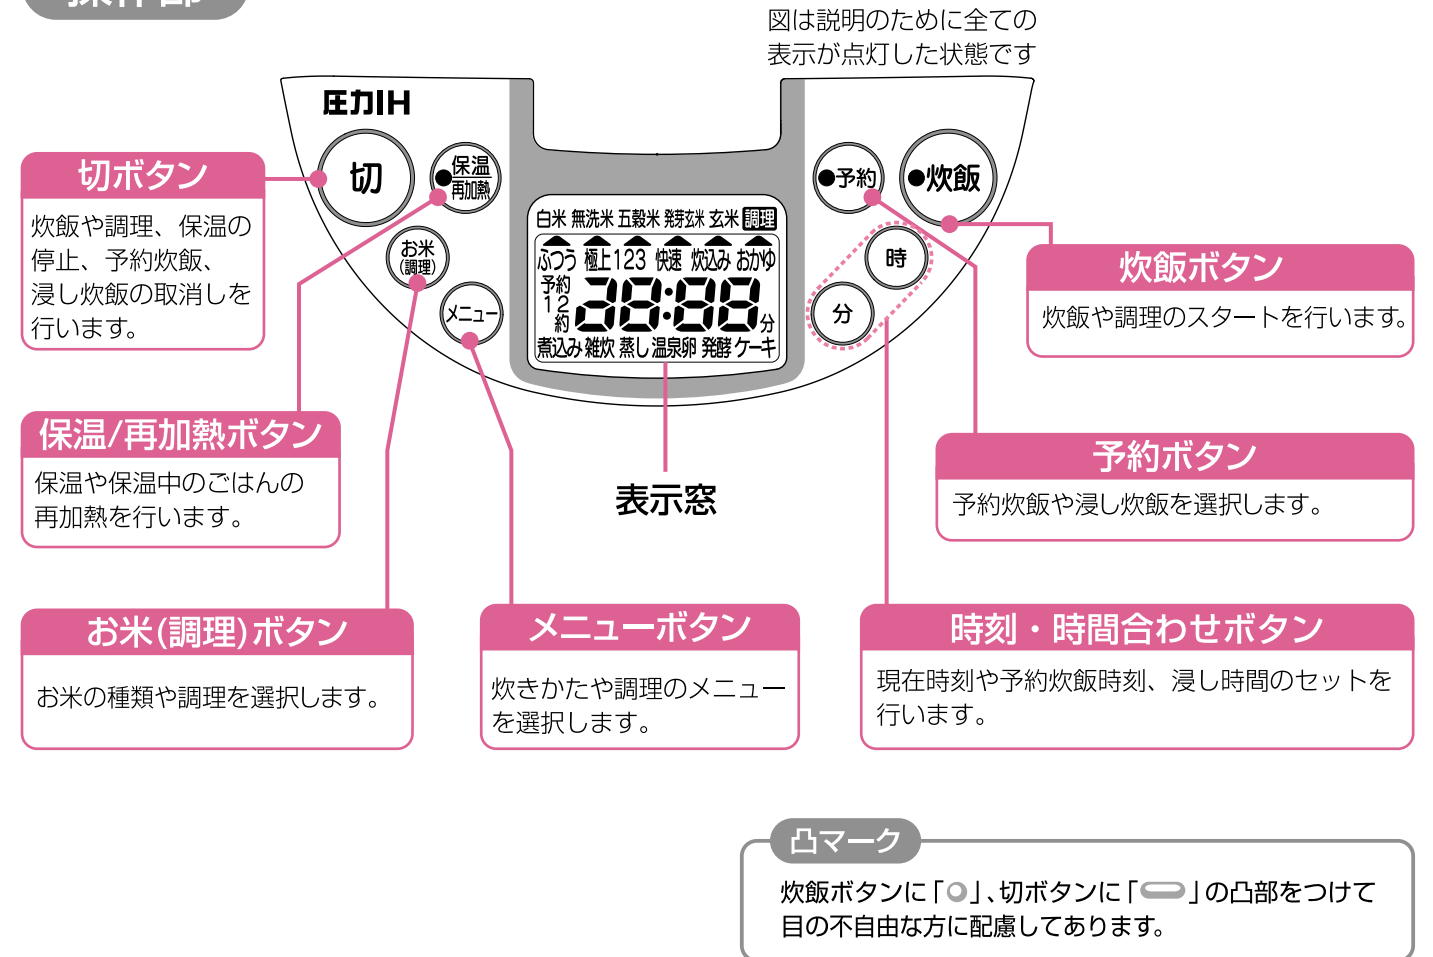 操作部
図は説明のために全ての
表示が点灯した状態です
圧力IH
切
保温
再加熱
お米
(調理)
メニュー
予約
炊飯
時
分
白米 無洗米 五穀米 発芽玄米 玄米 調理
ふつう 極上123 快速 炊込み おかゆ
予約
12
約
38:88
分
煮込み 雑炊 蒸し 温泉卵 発酵 ケーキ
切ボタン
炊飯や調理、保温の
停止、予約炊飯、
浸し炊飯の取消しを
行います。
炊飯ボタン
炊飯や調理のスタートを行います。
保温/再加熱ボタン
保温や保温中のごはんの
再加熱を行います。
表示窓
予約ボタン
予約炊飯や浸し炊飯を選択します。
お米(調理)ボタン
お米の種類や調理を選択します。
メニューボタン
炊きかたや調理のメニュー
を選択します。
時刻・時間合わせボタン
現在時刻や予約炊飯時刻、浸し時間のセットを
行います。
凸マーク
炊飯ボタンに「○」、切ボタンに「⬭」の凸部をつけて
目の不自由な方に配慮してあります。